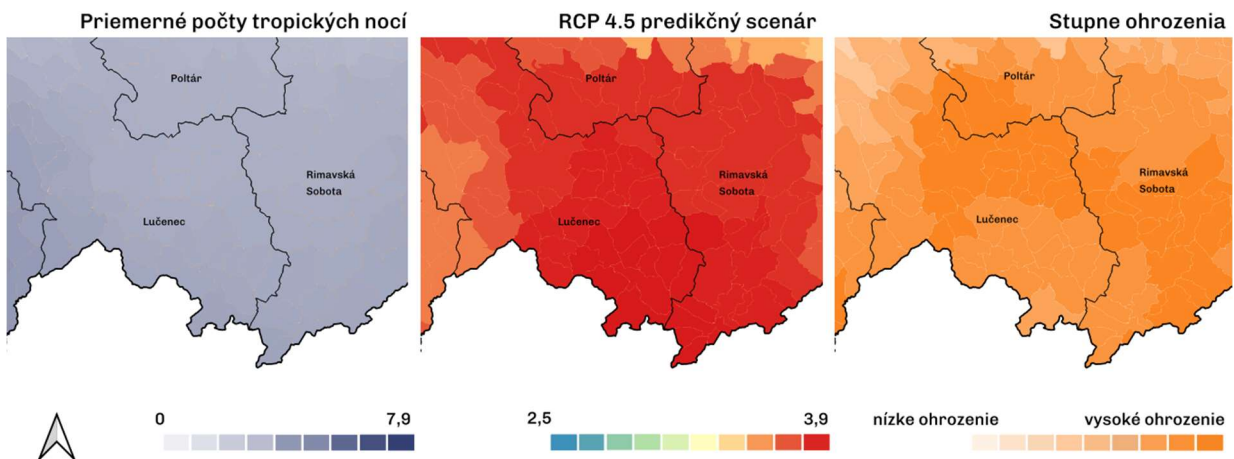 Priemerné počty tropických nocí
RCP 4.5 predikčný scenár
Stupne ohrozenia
Poltár
Rimavská
Sobota
Lučenec
Poltár
Rimavská
Sobota
Lučenec
Poltár
Rimavská
Sobota
Lučenec
0
7,9
2,5
3,9
nízke ohrozenie
vysoké ohrozenie